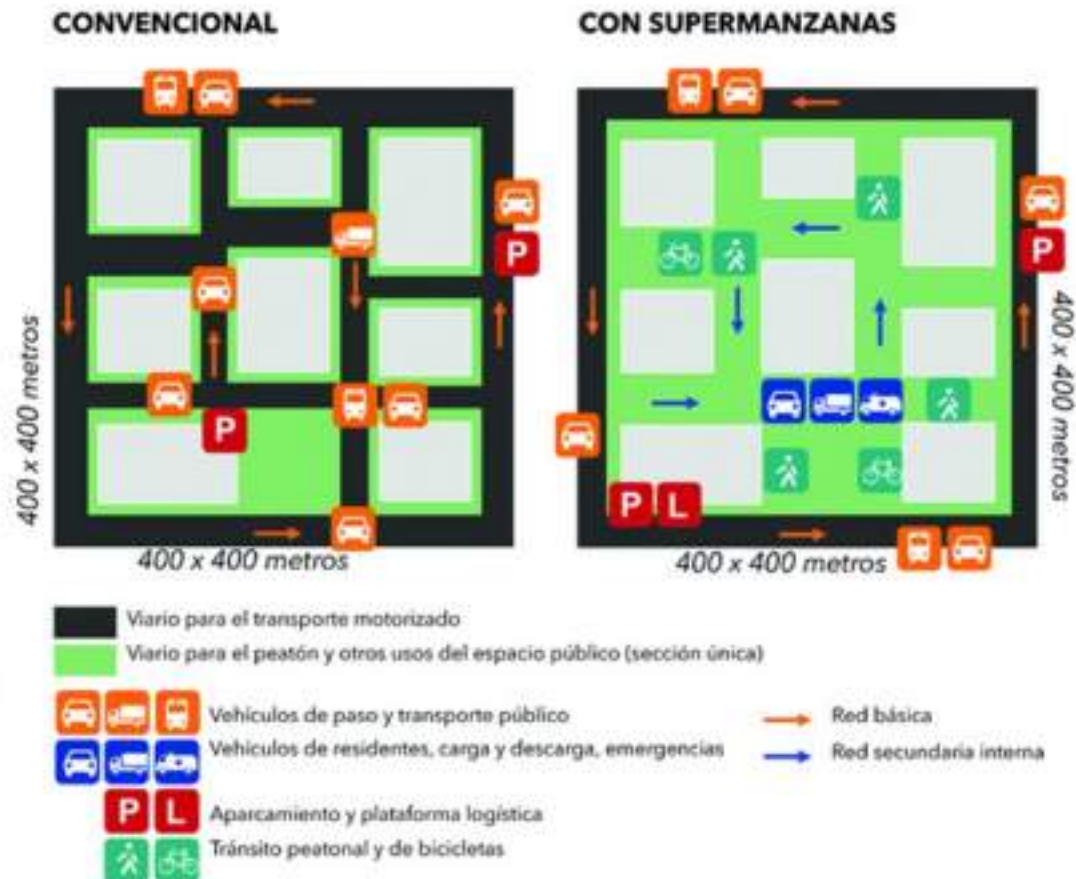 CONVENCIONAL
CON SUPERMANZANAS
P
P
400 x 400 metros
400 x 400 metros
P
P L
400 x 400 metros
400 x 400 metros
Viario para el transporte motorizado
Viario para el peatón y otros usos del espacio público (sección única)
Vehículos de paso y transporte público
Red básica
Vehículos de residentes, carga y descarga, emergencias
Red secundaria interna
P L
Aparcamiento y plataforma logística
Tránsito peatonal y de bicicletas